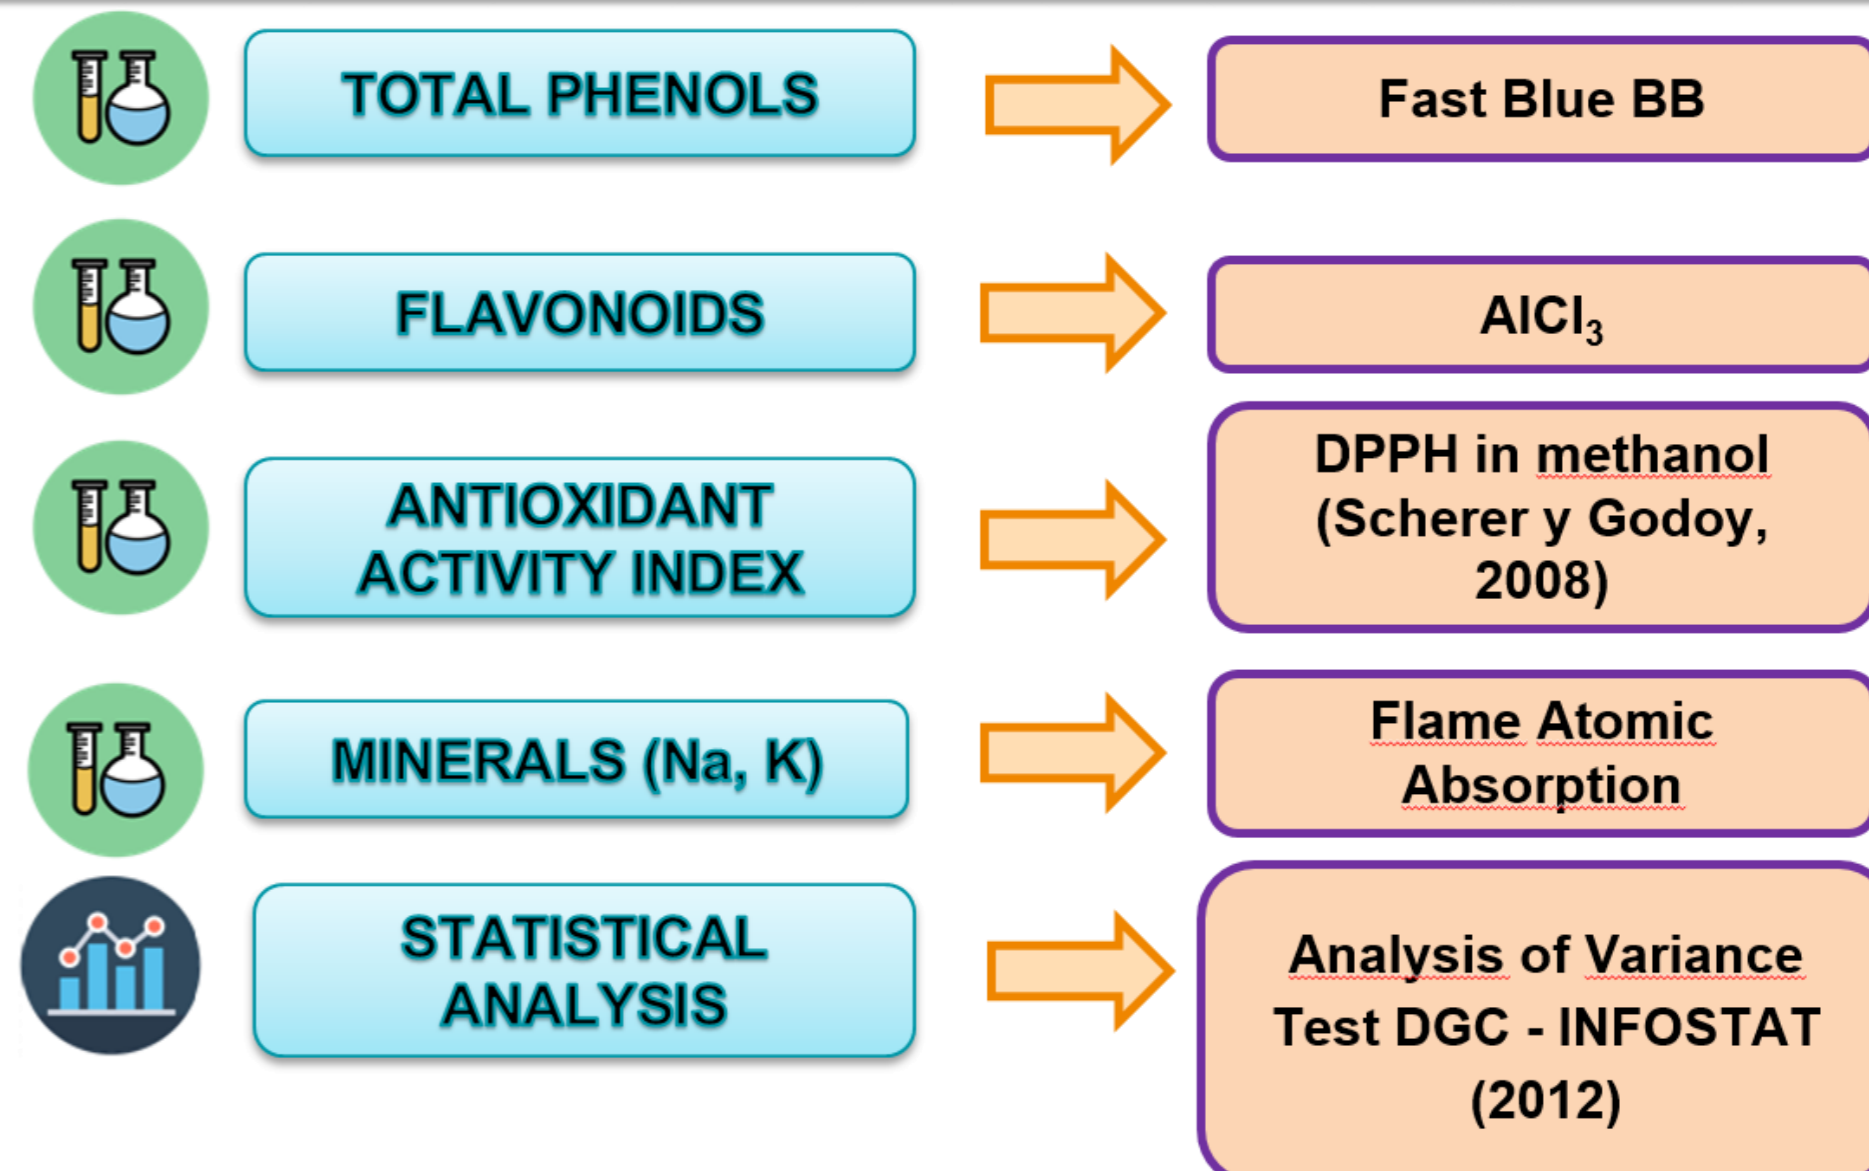 TOTAL PHENOLS
Fast Blue BB
FLAVONOIDS
AlCl₃
ANTIOXIDANT
ACTIVITY INDEX
DPPH in methanol
(Scherer y Godoy,
2008)
MINERALS (Na, K)
Flame Atomic
Absorption
STATISTICAL
ANALYSIS
Analysis of Variance
Test DGC - INFOSTAT
(2012)